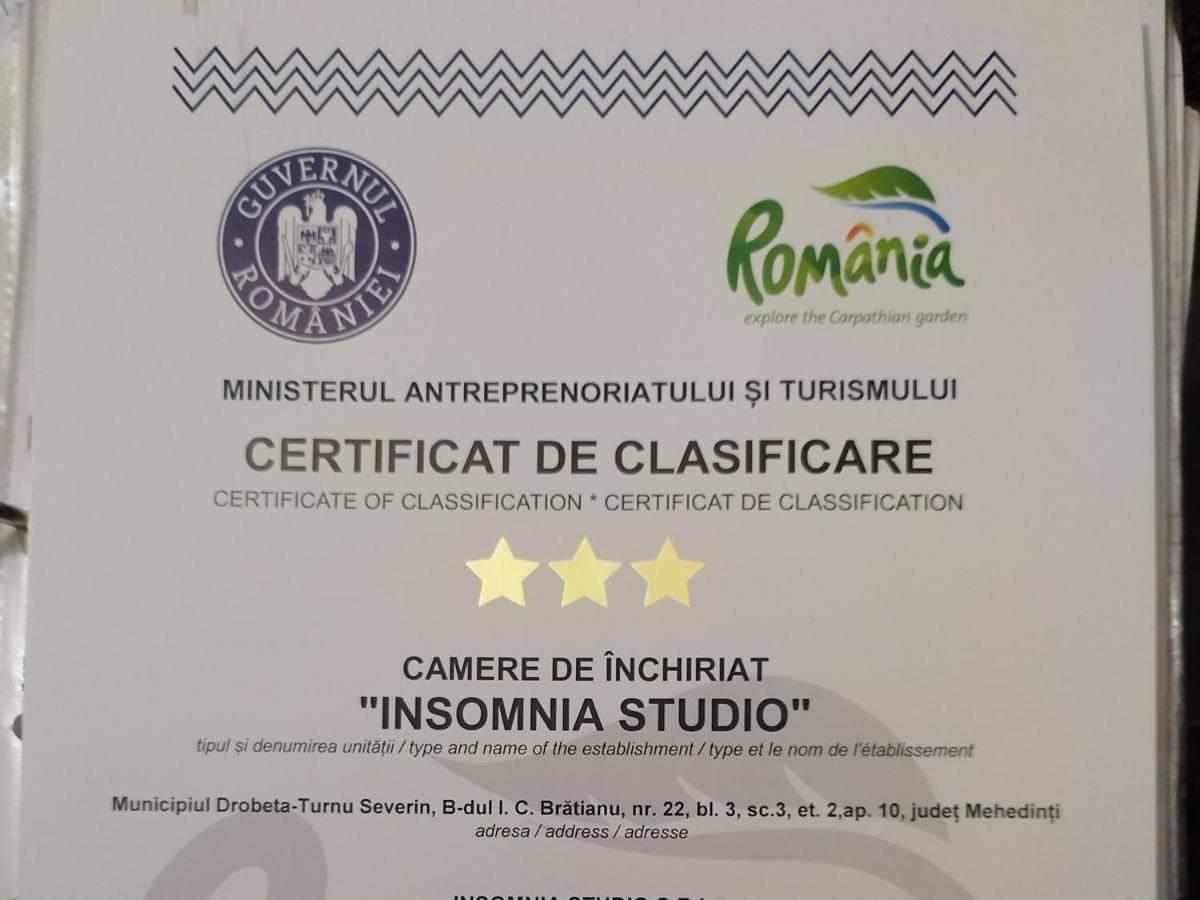 GUVERNUL ROMÂNIEI
România
explore the Carpathian garden
MINISTERUL ANTREPRENORIATULUI ȘI TURISMULUI
CERTIFICAT DE CLASIFICARE
CERTIFICATE OF CLASSIFICATION * CERTIFICAT DE CLASSIFICATION
CAMERE DE ÎNCHIRIAT
"INSOMNIA STUDIO"
tipul și denumirea unității / type and name of the establishment / type et le nom de l'établissement
Municipiul Drobeta-Turnu Severin, B-dul I. C. Brătianu, nr. 22, bl. 3, sc.3, et. 2,ap. 10, județ Mehedinți
adresa / address / adresse
INSOMNIA STUDIO